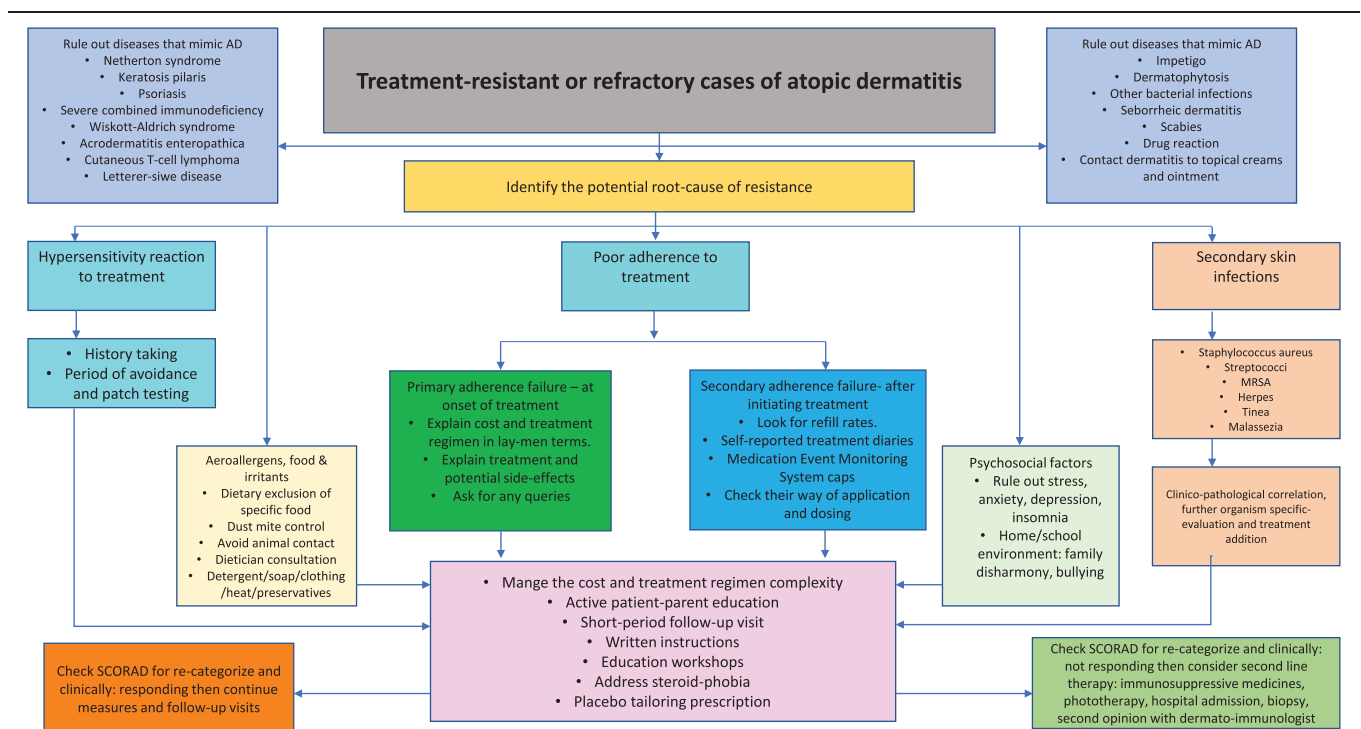 Rule out diseases that mimic AD
• Netherton syndrome
• Keratosis pilaris
• Psoriasis
• Severe combined immunodeficiency
• Wiskott-Aldrich syndrome
• Acrodermatitis enteropathica
• Cutaneous T-cell lymphoma
• Letterer-siwe disease
Treatment-resistant or refractory cases of atopic dermatitis
Rule out diseases that mimic AD
• Impetigo
• Dermatophytosis
• Other bacterial infections
• Seborrheic dermatitis
• Scabies
• Drug reaction
• Contact dermatitis to topical creams
and ointment
Identify the potential root-cause of resistance
Hypersensitivity reaction
to treatment
Poor adherence to
treatment
Secondary skin
infections
• History taking
• Period of avoidance
and patch testing
• Staphylococcus aureus
• Streptococci
• MRSA
• Herpes
• Tinea
• Malassezia
Primary adherence failure – at
onset of treatment
• Explain cost and treatment
regimen in lay-men terms.
• Explain treatment and
potential side-effects
• Ask for any queries
Secondary adherence failure- after
initiating treatment
• Look for refill rates.
• Self-reported treatment diaries
• Medication Event Monitoring
System caps
• Check their way of application
and dosing
Aeroallergens, food &
irritants
• Dietary exclusion of
specific food
• Dust mite control
• Avoid animal contact
• Dietician consultation
• Detergent/soap/clothing
/heat/preservatives
Psychosocial factors
• Rule out stress,
anxiety, depression,
insomnia
• Home/school
environment: family
disharmony, bullying
Clinico-pathological correlation,
further organism specific-
evaluation and treatment
addition
• Mange the cost and treatment regimen complexity
• Active patient-parent education
• Short-period follow-up visit
• Written instructions
• Education workshops
• Address steroid-phobia
• Placebo tailoring prescription
Check SCORAD for re-categorize and
clinically: responding then continue
measures and follow-up visits
Check SCORAD for re-categorize and clinically:
not responding then consider second line
therapy: immunosuppressive medicines,
phototherapy, hospital admission, biopsy,
second opinion with dermato-immunologist